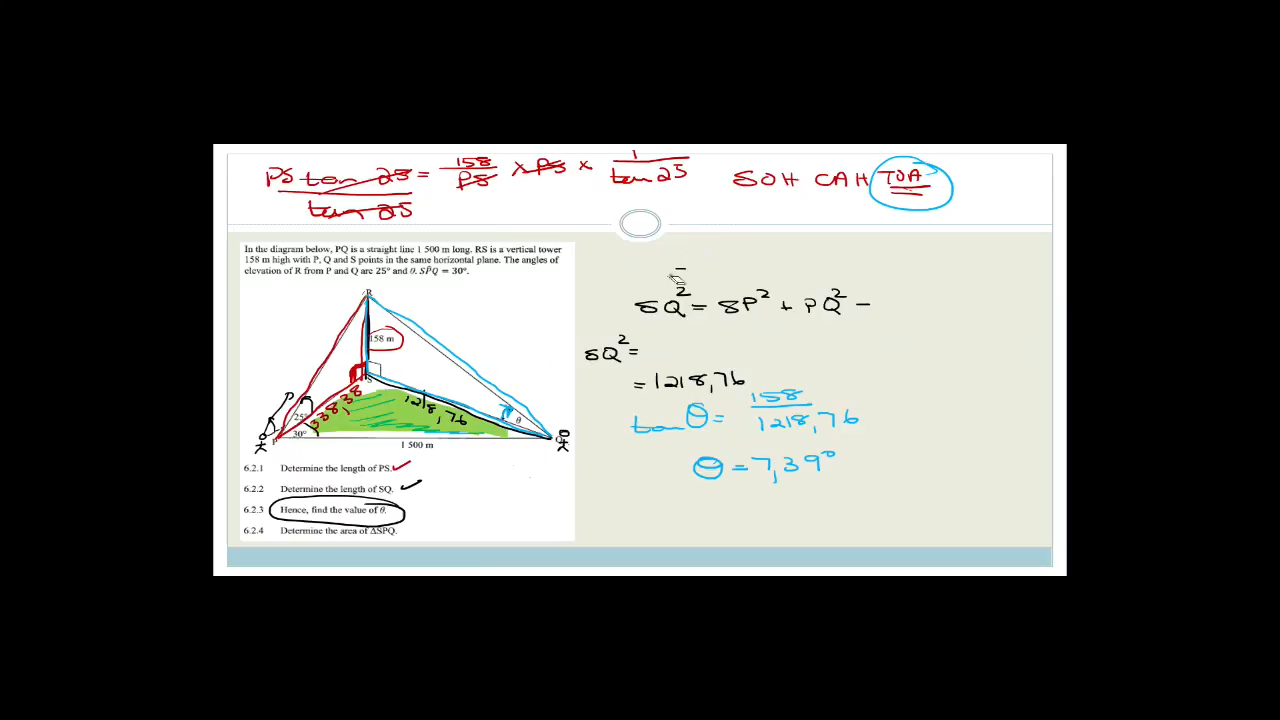 PS tan 25 = 158/PS × PS × 1/tan 25
tan 25
SOH CAH TOA
In the diagram below, PQ is a straight line 1 500 m long. RS is a vertical tower
158 m high with P, Q and S points in the same horizontal plane. The angles of
elevation of R from P and Q are 25° and θ. SP̂Q = 30°.
R
158 m
S
P
25°
30°
P
338,38
1218,76
θ
Q
1 500 m
6.2.1 Determine the length of PS.
6.2.2 Determine the length of SQ.
6.2.3 Hence, find the value of θ.
6.2.4 Determine the area of ΔSPQ.
SQ² = SP² + PQ² −
SQ² =
= 1218,76
tan θ = 158/1218,76
θ = 7,39°